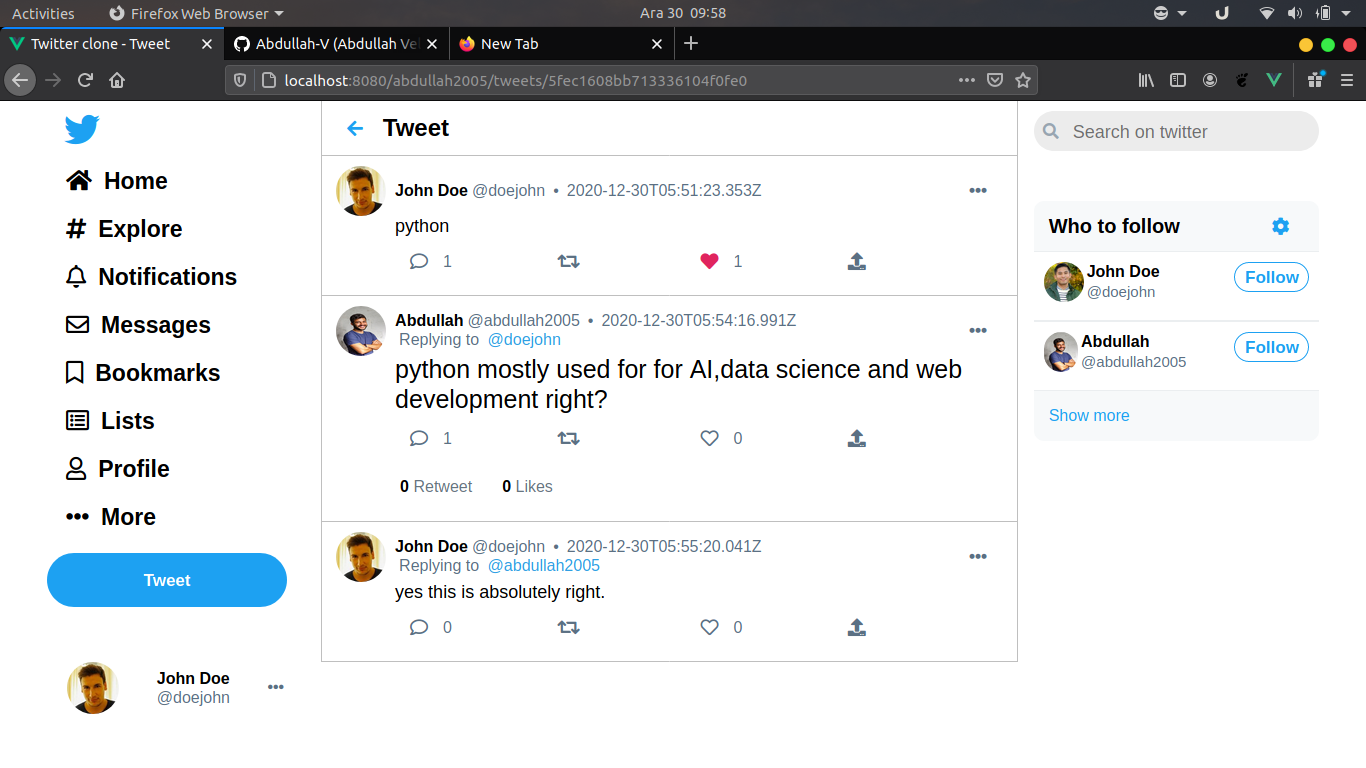 Activities
Firefox Web Browser
Ara 30 09:58
Twitter clone - Tweet
Abdullah-V (Abdullah Ve
New Tab
localhost:8080/abdullah2005/tweets/5fec1608bb713336104f0fe0
Home
Explore
Notifications
Messages
Bookmarks
Lists
Profile
More
Tweet
John Doe
@doejohn
Tweet
John Doe @doejohn • 2020-12-30T05:51:23.353Z
python
1 1
Abdullah @abdullah2005 • 2020-12-30T05:54:16.991Z
Replying to @doejohn
python mostly used for for AI,data science and web
development right?
1 0
0 Retweet 0 Likes
John Doe @doejohn • 2020-12-30T05:55:20.041Z
Replying to @abdullah2005
yes this is absolutely right.
0 0
Search on twitter
Who to follow
John Doe
@doejohn
Follow
Abdullah
@abdullah2005
Follow
Show more